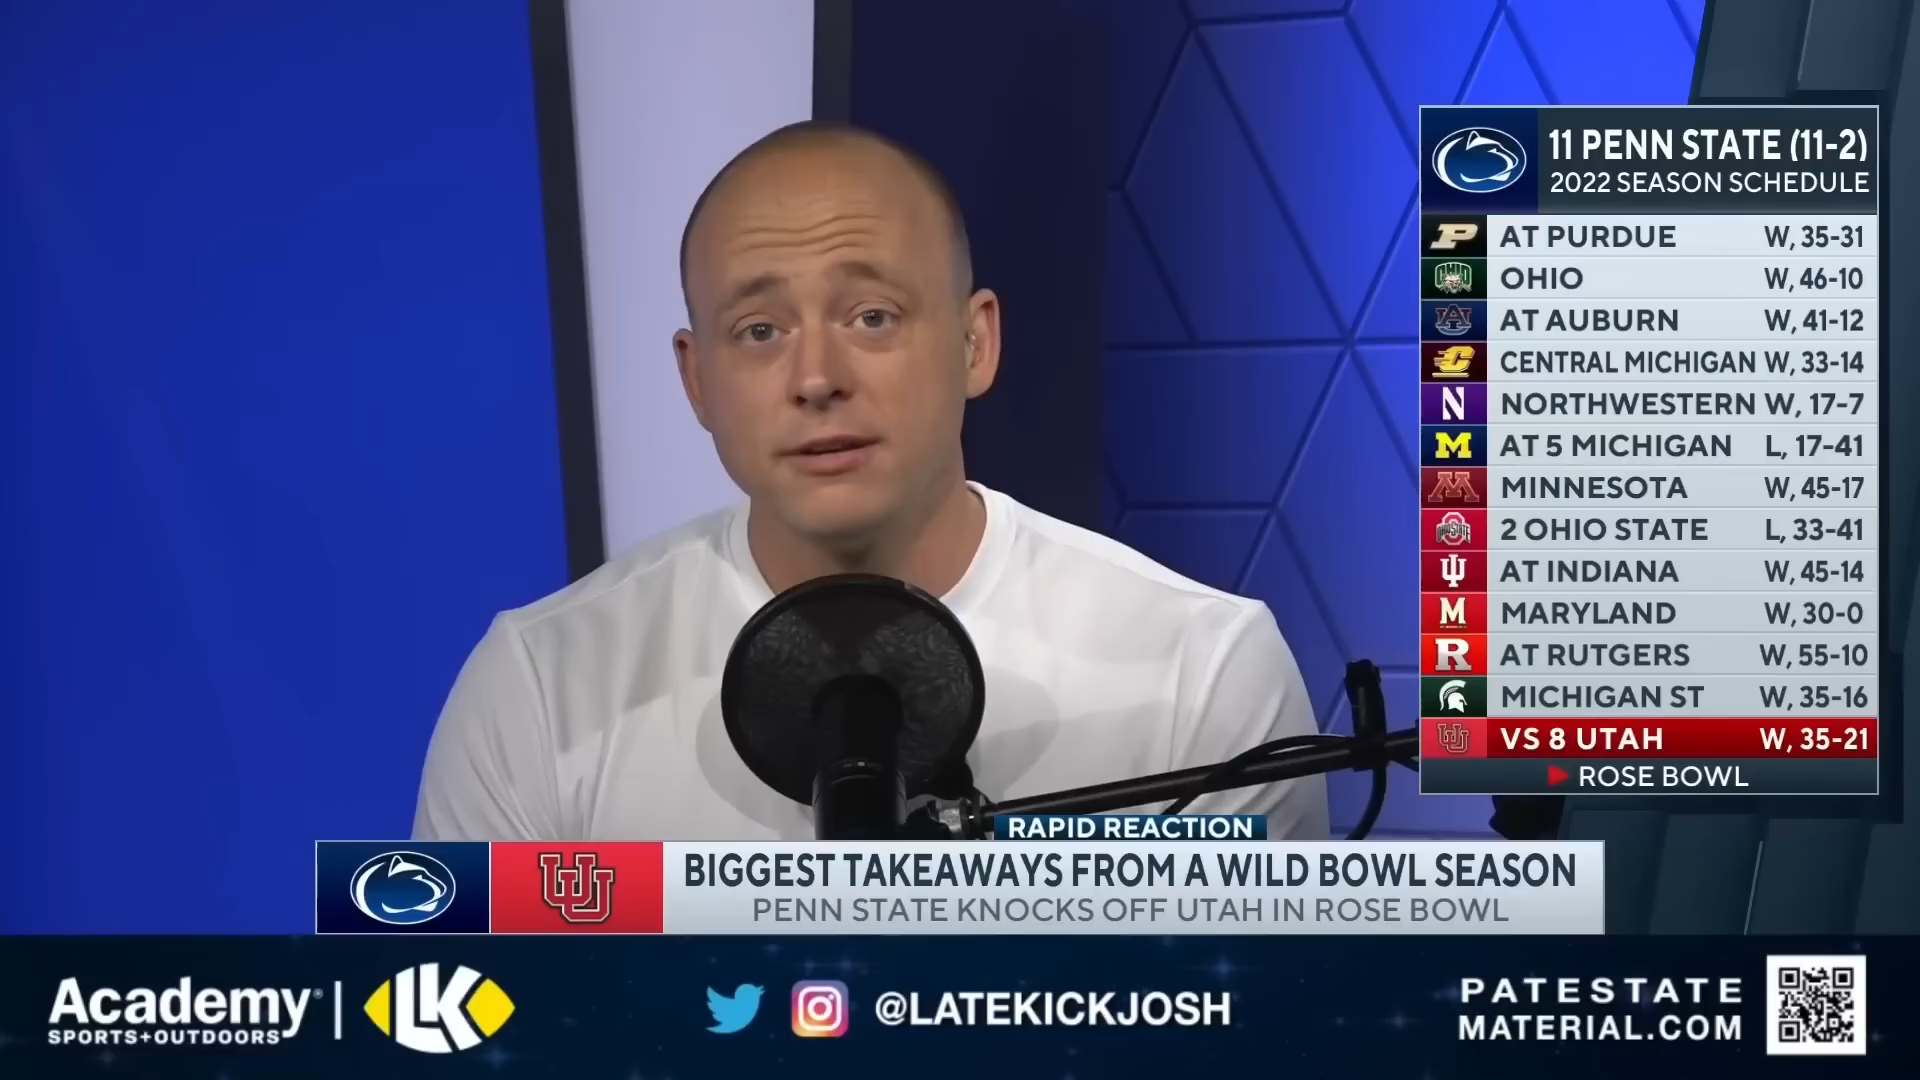 11 PENN STATE (11-2)
2022 SEASON SCHEDULE
AT PURDUE W, 35-31
OHIO W, 46-10
AT AUBURN W, 41-12
CENTRAL MICHIGAN W, 33-14
NORTHWESTERN W, 17-7
AT 5 MICHIGAN L, 17-41
MINNESOTA W, 45-17
2 OHIO STATE L, 33-41
AT INDIANA W, 45-14
MARYLAND W, 30-0
AT RUTGERS W, 55-10
MICHIGAN ST W, 35-16
VS 8 UTAH W, 35-21
ROSE BOWL
RAPID REACTION
BIGGEST TAKEAWAYS FROM A WILD BOWL SEASON
PENN STATE KNOCKS OFF UTAH IN ROSE BOWL
Academy
SPORTS+OUTDOORS
LK
@LATEKICKJOSH
PATESTATE
MATERIAL.COM